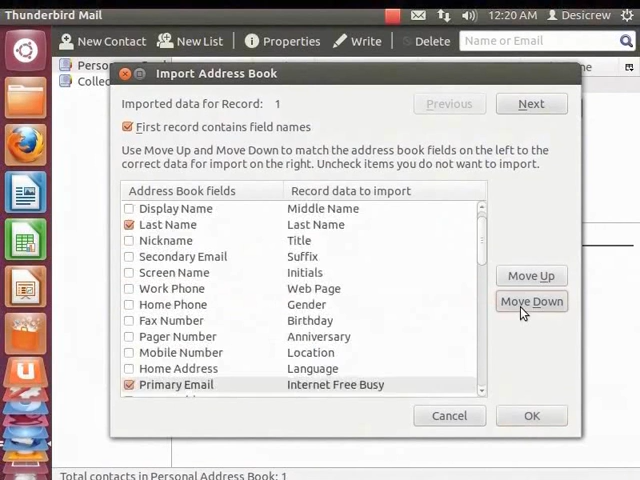 Thunderbird Mail
12:20 AM
Desicrew
New Contact
New List
Properties
Write
Delete
Name or Email
Import Address Book
Imported data for Record: 1
Previous
Next
First record contains field names
Use Move Up and Move Down to match the address book fields on the left to the
correct data for import on the right. Uncheck items you do not want to import.
Address Book fields Record data to import
Display Name Middle Name
Last Name Last Name
Nickname Title
Secondary Email Suffix
Screen Name Initials
Work Phone Web Page
Home Phone Gender
Fax Number Birthday
Pager Number Anniversary
Mobile Number Location
Home Address Language
Primary Email Internet Free Busy
Move Up
Move Down
Cancel
OK
Total contacts in Personal Address Book: 1